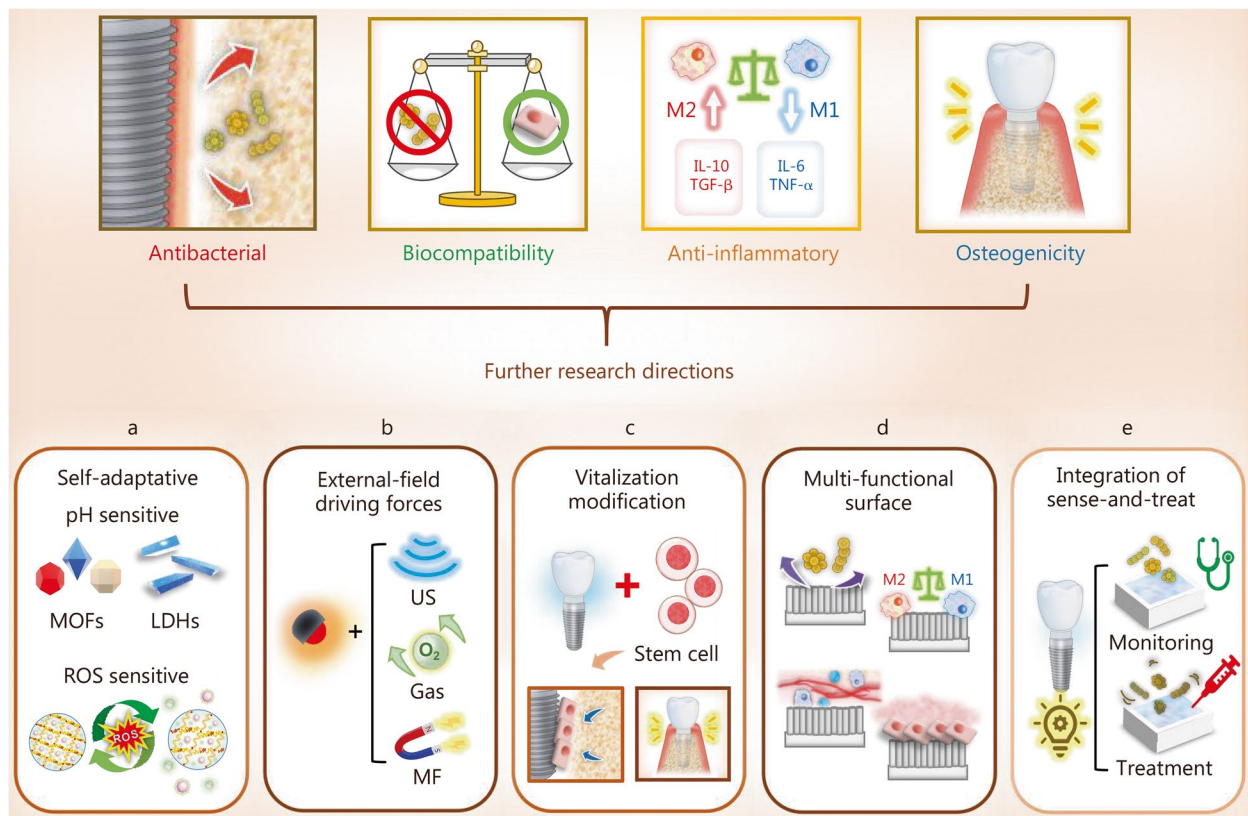 M2
M1
IL-10
TGF-β
IL-6
TNF-α
Antibacterial
Biocompatibility
Anti-inflammatory
Osteogenicity
Further research directions
a
b
c
d
e
Self-adaptative
pH sensitive
MOFs
LDHs
ROS sensitive
ROS
External-field
driving forces
+
US
O₂
Gas
N
S
MF
Vitalization
modification
+
Stem cell
Multi-functional
surface
M2
M1
Integration of
sense-and-treat
Monitoring
Treatment